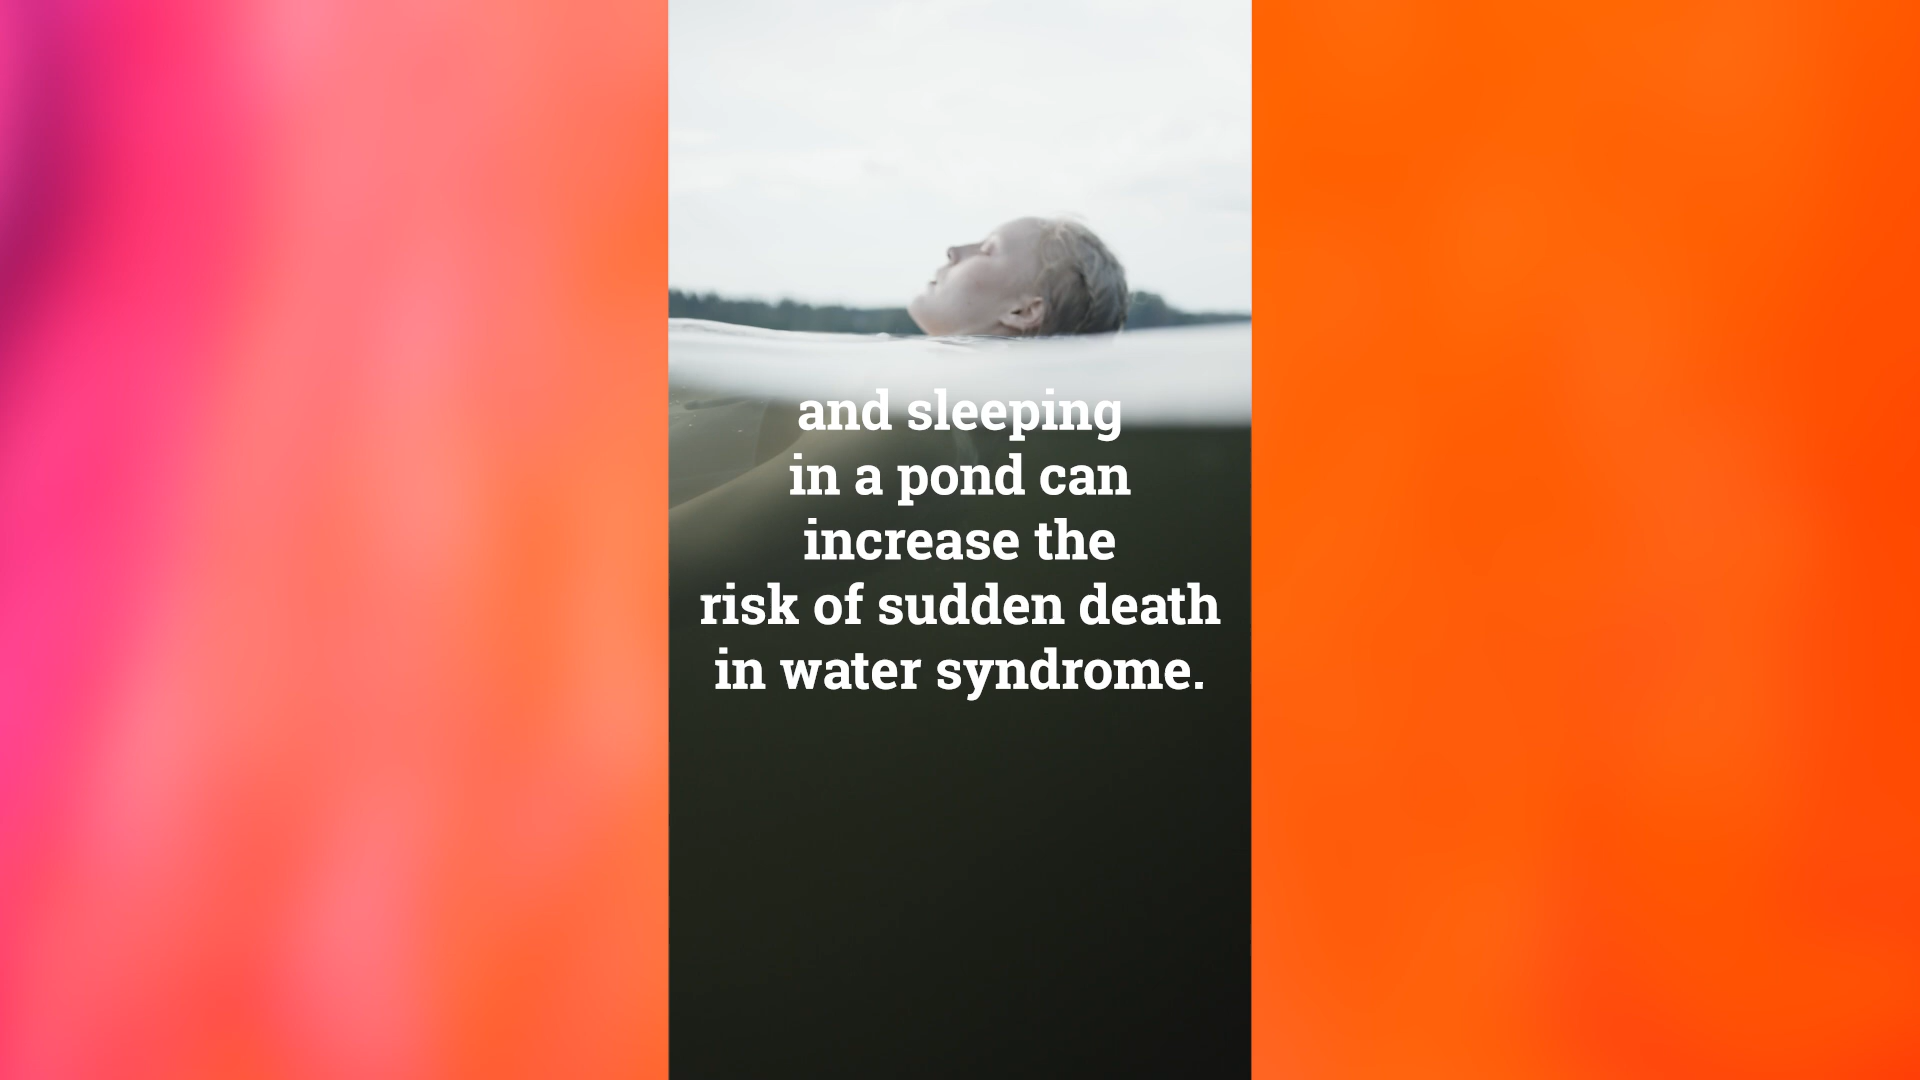 and sleeping
in a pond can
increase the
risk of sudden death
in water syndrome.